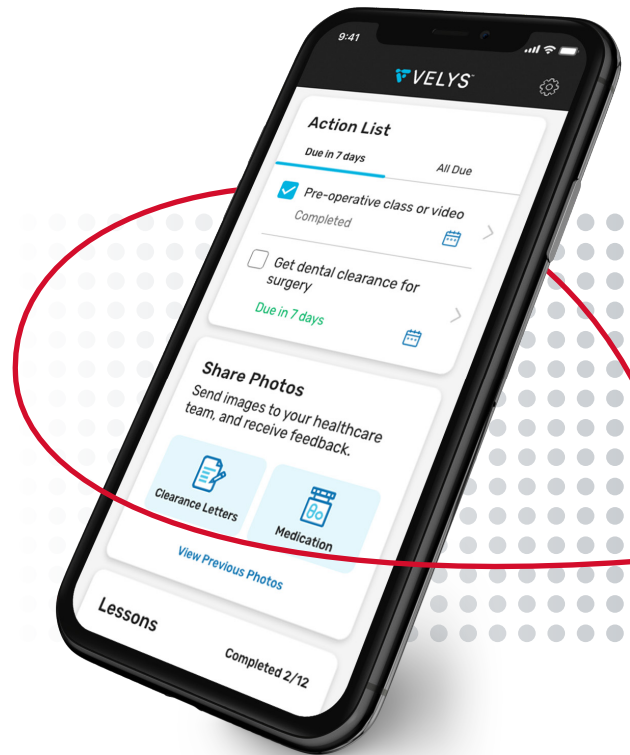 9:41
VELYS™
Action List
Due in 7 days
All Due
Pre-operative class or video
Completed
Get dental clearance for
surgery
Due in 7 days
Share Photos
Send images to your healthcare
team, and receive feedback.
Clearance Letters
Medication
View Previous Photos
Lessons
Completed 2/12